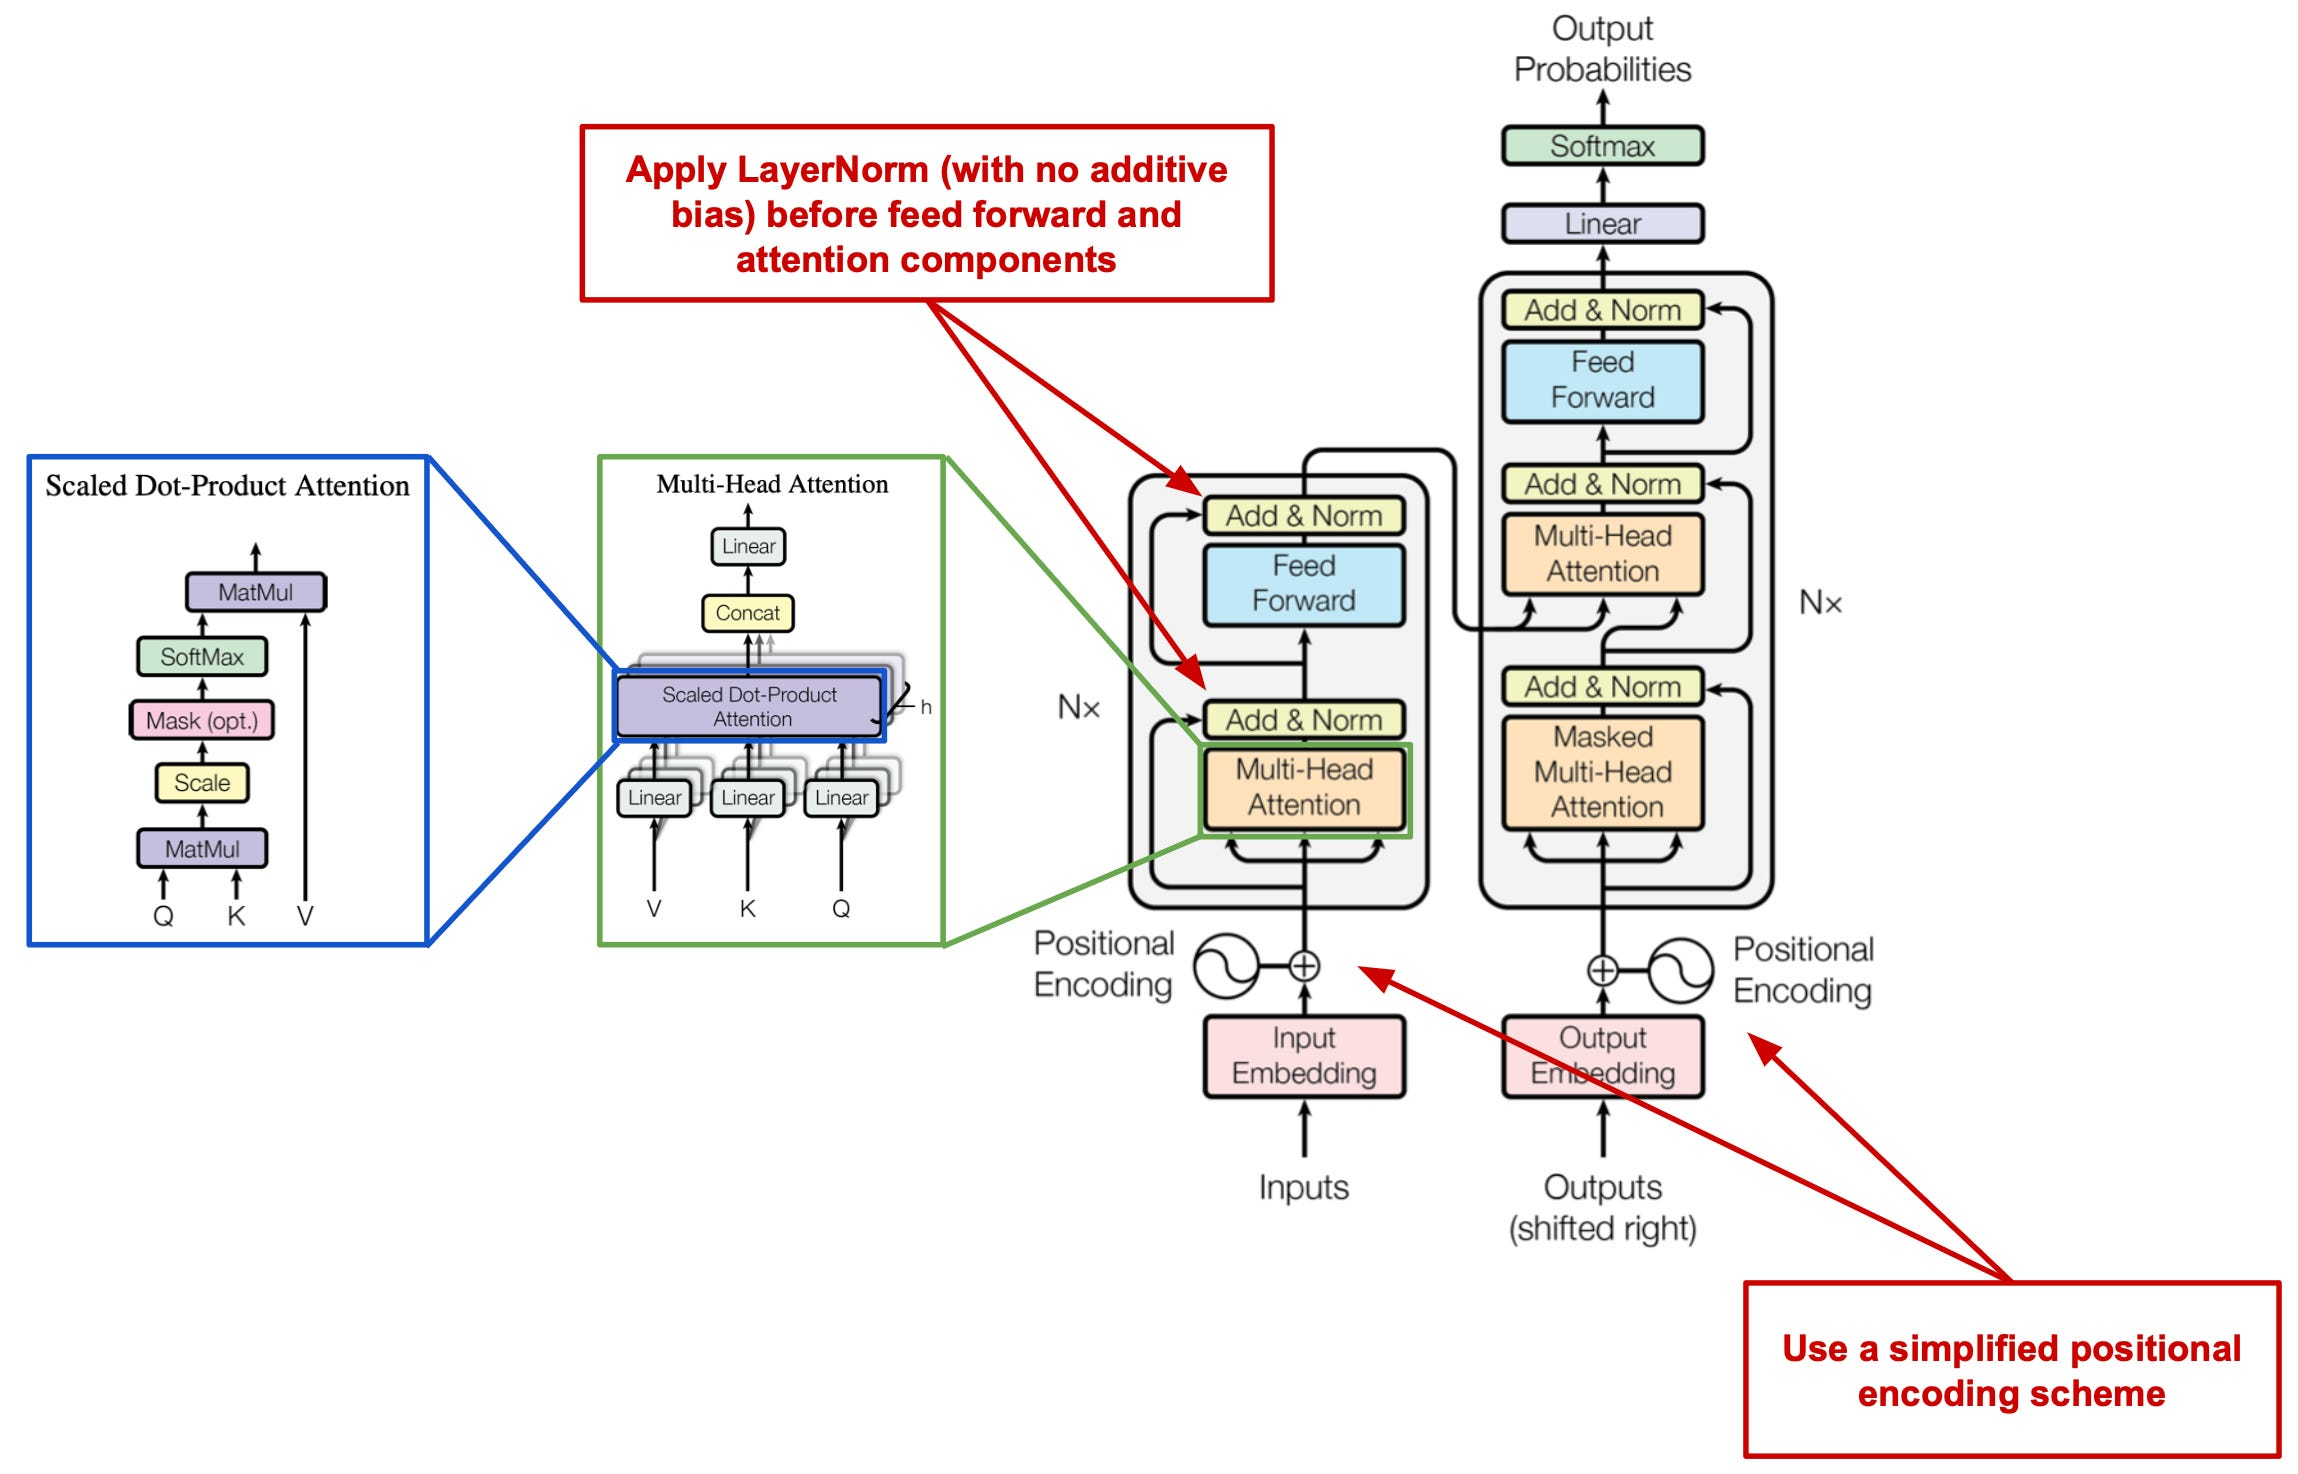 Output
Probabilities
Softmax
Linear
Add & Norm
Feed
Forward
Add & Norm
Multi-Head
Attention
Add & Norm
Masked
Multi-Head
Attention
N×
Positional
Encoding
Output
Embedding
Outputs
(shifted right)
Apply LayerNorm (with no additive
bias) before feed forward and
attention components
Add & Norm
Feed
Forward
Add & Norm
Multi-Head
Attention
N×
Positional
Encoding
Input
Embedding
Inputs
Scaled Dot-Product Attention
MatMul
SoftMax
Mask (opt.)
Scale
MatMul
Q K V
Multi-Head Attention
Linear
Concat
Scaled Dot-Product
Attention
h
Linear Linear Linear
V K Q
Use a simplified positional
encoding scheme